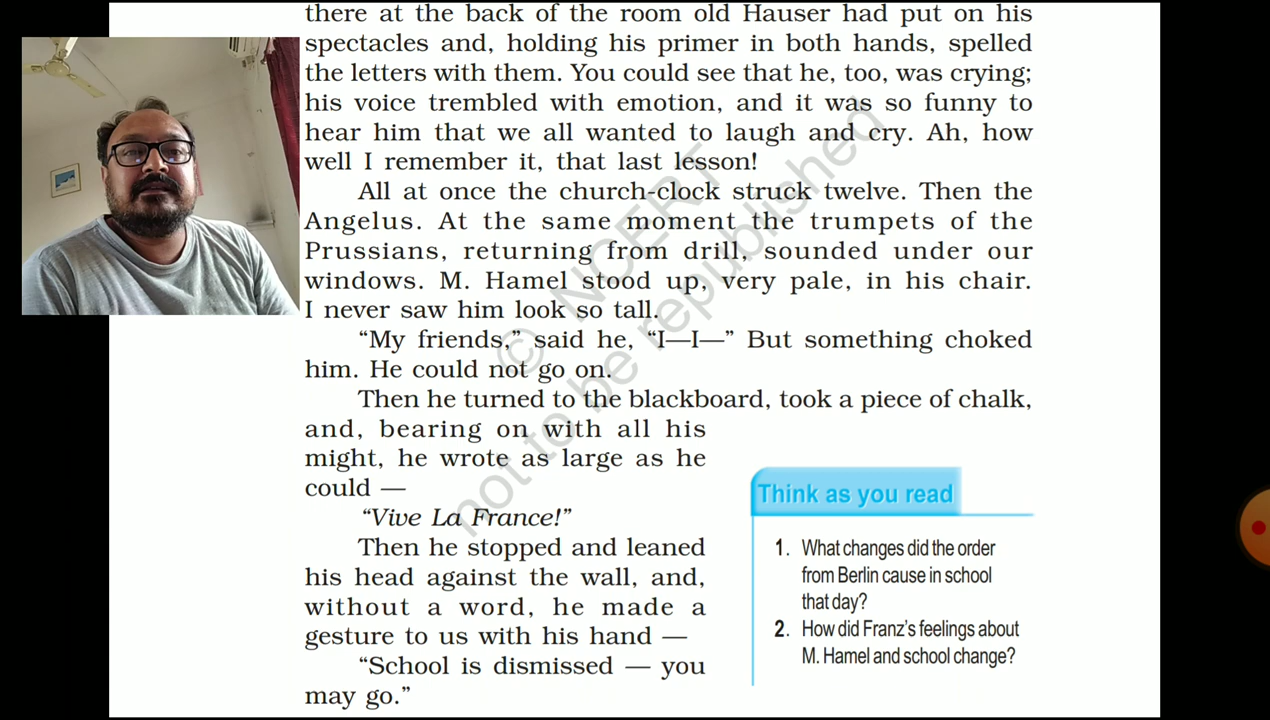 there at the back of the room old Hauser had put on his
spectacles and, holding his primer in both hands, spelled
the letters with them. You could see that he, too, was crying;
his voice trembled with emotion, and it was so funny to
hear him that we all wanted to laugh and cry. Ah, how
well I remember it, that last lesson!
All at once the church-clock struck twelve. Then the
Angelus. At the same moment the trumpets of the
Prussians, returning from drill, sounded under our
windows. M. Hamel stood up, very pale, in his chair.
I never saw him look so tall.
“My friends,” said he, “I—I—” But something choked
him. He could not go on.
Then he turned to the blackboard, took a piece of chalk,
and, bearing on with all his
might, he wrote as large as he
could —
“Vive La France!”
Then he stopped and leaned
his head against the wall, and,
without a word, he made a
gesture to us with his hand —
“School is dismissed — you
may go.”
Think as you read
1. What changes did the order
from Berlin cause in school
that day?
2. How did Franz’s feelings about
M. Hamel and school change?
© NCERT
not to be republished